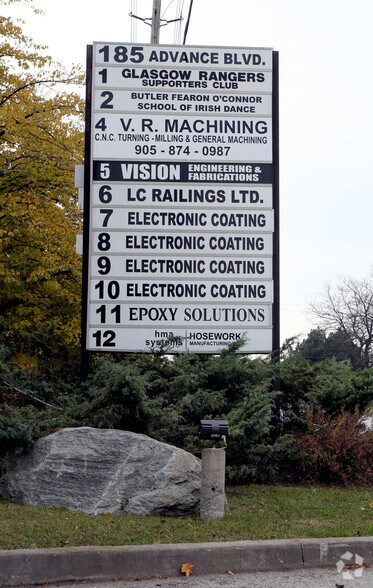 185 ADVANCE BLVD.
1 GLASGOW RANGERS
SUPPORTERS CLUB
2 BUTLER FEARON O'CONNOR
SCHOOL OF IRISH DANCE
4 V. R. MACHINING
C.N.C. TURNING - MILLING & GENERAL MACHINING
905 - 874 - 0987
5 VISION ENGINEERING &
FABRICATIONS
6 LC RAILINGS LTD.
7 ELECTRONIC COATING
8 ELECTRONIC COATING
9 ELECTRONIC COATING
10 ELECTRONIC COATING
11 EPOXY SOLUTIONS
12 hma systems HOSEWORK
MANUFACTURING